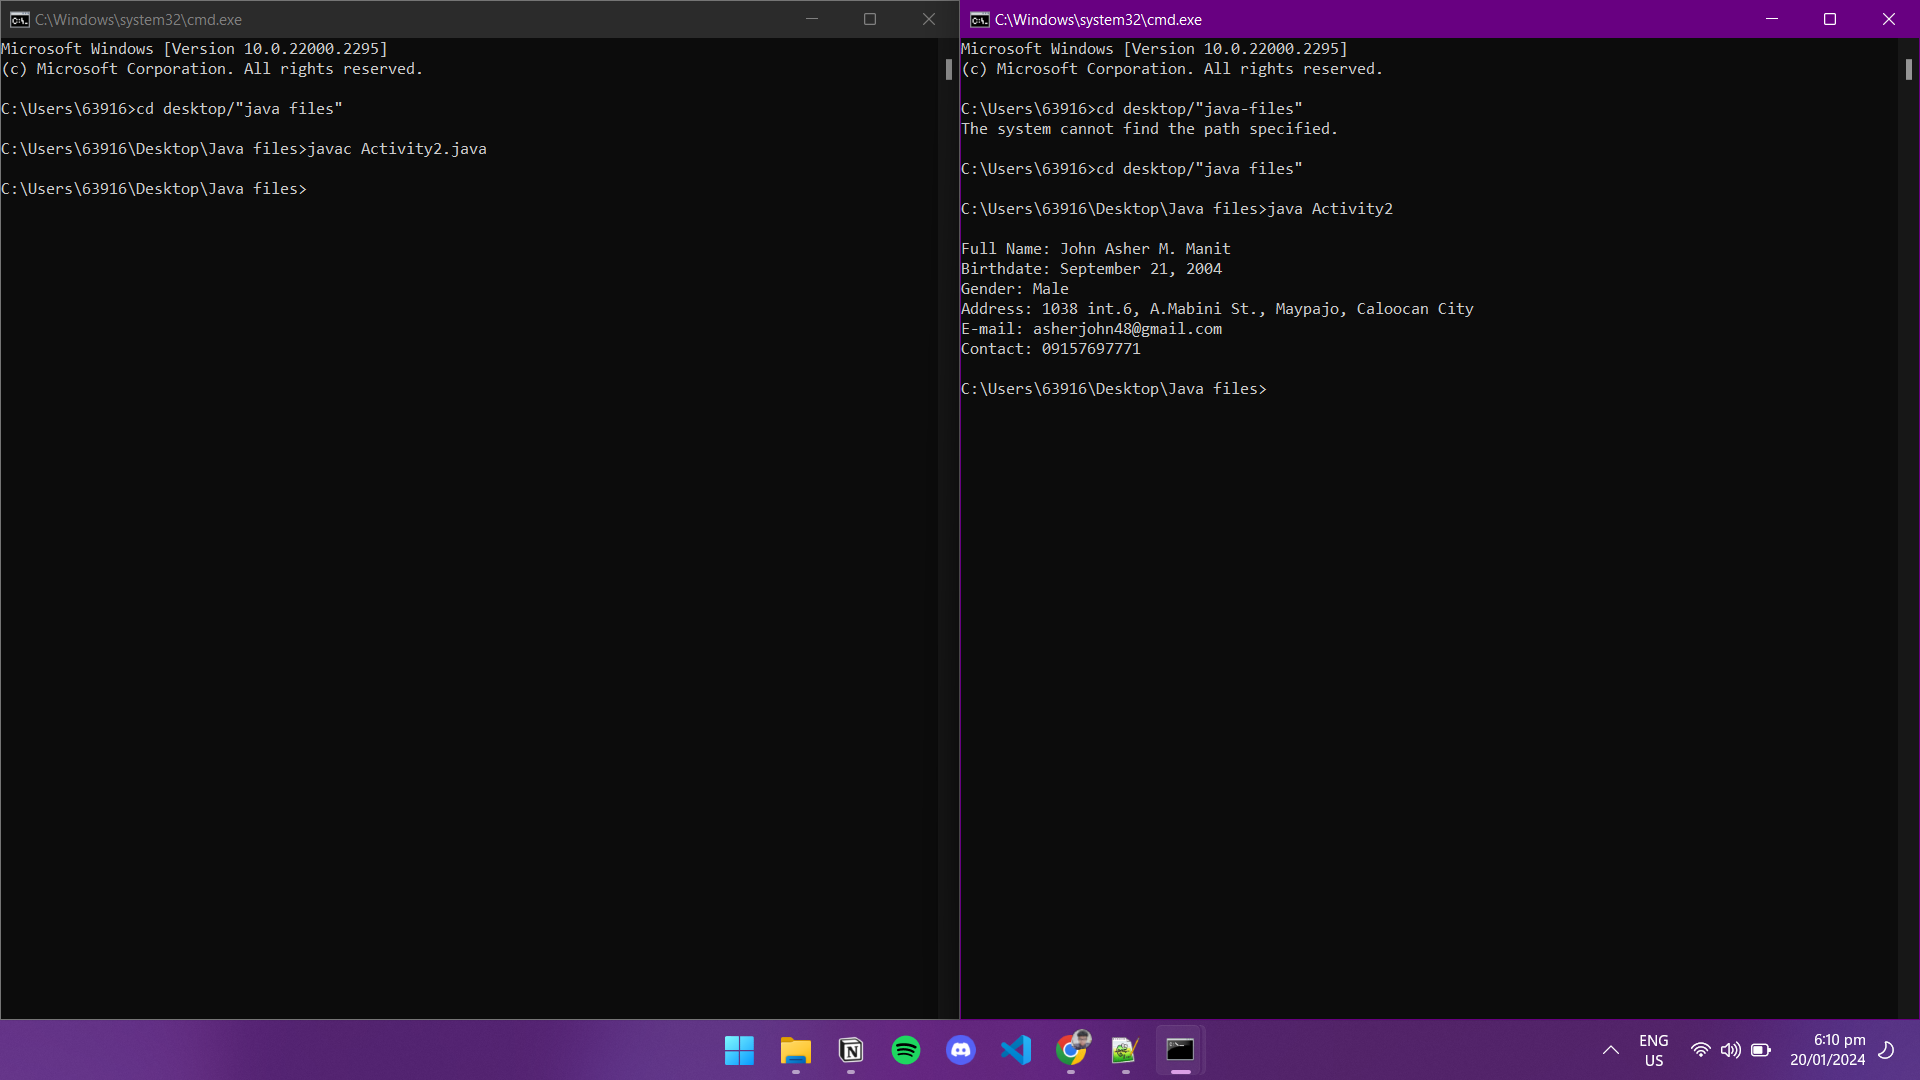 C:\Windows\system32\cmd.exe
Microsoft Windows [Version 10.0.22000.2295]
(c) Microsoft Corporation. All rights reserved.
C:\Users\63916>cd desktop/"java files"
C:\Users\63916\Desktop\Java files>javac Activity2.java
C:\Users\63916\Desktop\Java files>
C:\Windows\system32\cmd.exe
Microsoft Windows [Version 10.0.22000.2295]
(c) Microsoft Corporation. All rights reserved.
C:\Users\63916>cd desktop/"java-files"
The system cannot find the path specified.
C:\Users\63916>cd desktop/"java files"
C:\Users\63916\Desktop\Java files>java Activity2
Full Name: John Asher M. Manit
Birthdate: September 21, 2004
Gender: Male
Address: 1038 int.6, A.Mabini St., Maypajo, Caloocan City
E-mail: asherjohn48@gmail.com
Contact: 09157697771
C:\Users\63916\Desktop\Java files>
ENG
US
6:10 pm
20/01/2024